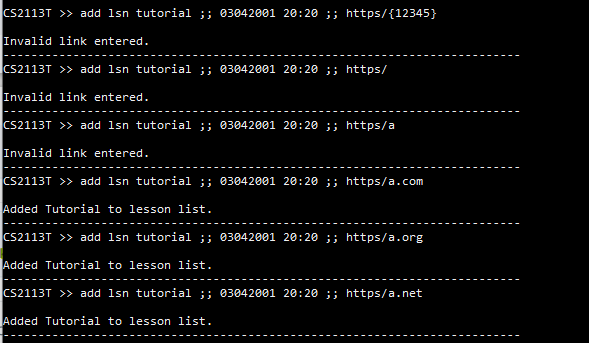 CS2113T >> add lsn tutorial ;; 03042001 20:20 ;; https/{12345}
Invalid link entered.
--------------------------------------------------------------------------
CS2113T >> add lsn tutorial ;; 03042001 20:20 ;; https/
Invalid link entered.
--------------------------------------------------------------------------
CS2113T >> add lsn tutorial ;; 03042001 20:20 ;; https/a
Invalid link entered.
--------------------------------------------------------------------------
CS2113T >> add lsn tutorial ;; 03042001 20:20 ;; https/a.com
Added Tutorial to lesson list.
--------------------------------------------------------------------------
CS2113T >> add lsn tutorial ;; 03042001 20:20 ;; https/a.org
Added Tutorial to lesson list.
--------------------------------------------------------------------------
CS2113T >> add lsn tutorial ;; 03042001 20:20 ;; https/a.net
Added Tutorial to lesson list.
--------------------------------------------------------------------------